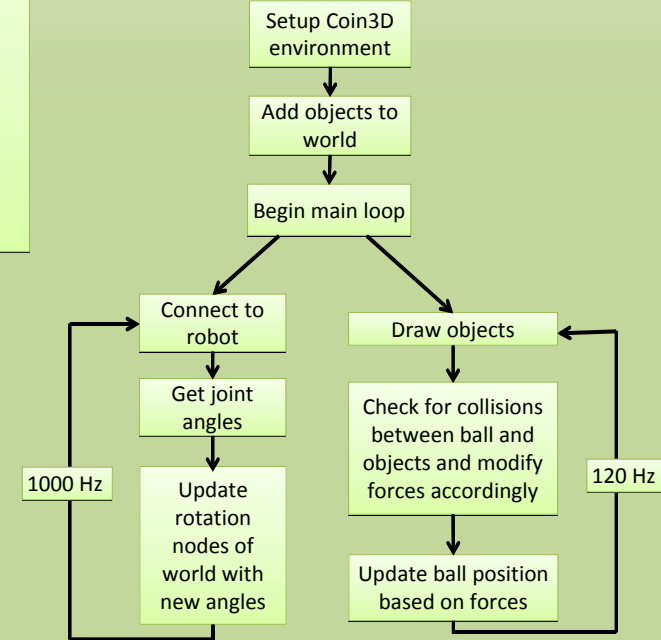 Setup Coin3D
environment
Add objects to
world
Begin main loop
Connect to
robot
Get joint
angles
Update
rotation
nodes of
world with
new angles
1000 Hz
Draw objects
Check for collisions
between ball and
objects and modify
forces accordingly
Update ball position
based on forces
120 Hz